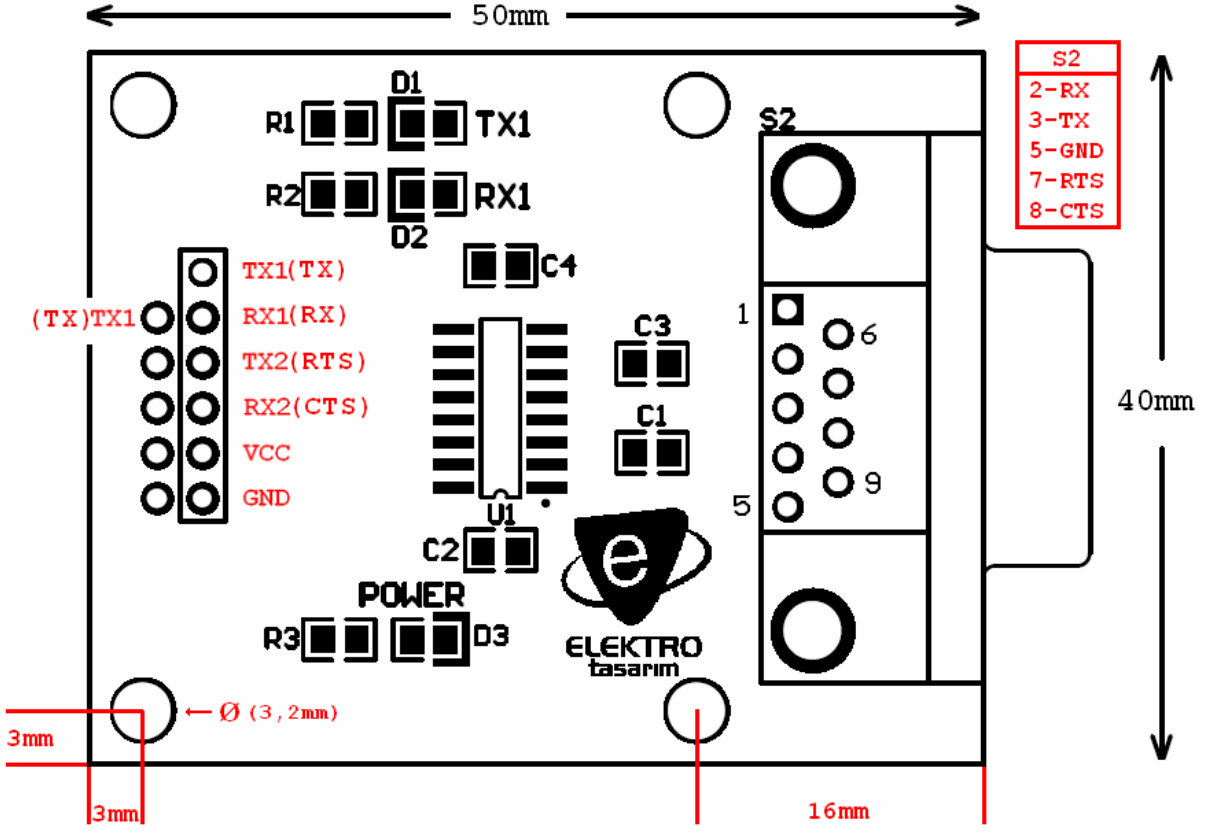 50mm
S2
2-RX
3-TX
5-GND
7-RTS
8-CTS
D1
R1
TX1
S2
R2
RX1
D2
C4
TX1(TX)
(TX)TX1
RX1(RX)
1
C3
6
TX2(RTS)
RX2(CTS)
40mm
C1
VCC
9
GND
5
U1
C2
e
POWER
R3
D3
ELEKTRO
tasarım
Ø (3,2mm)
3mm
3mm
16mm